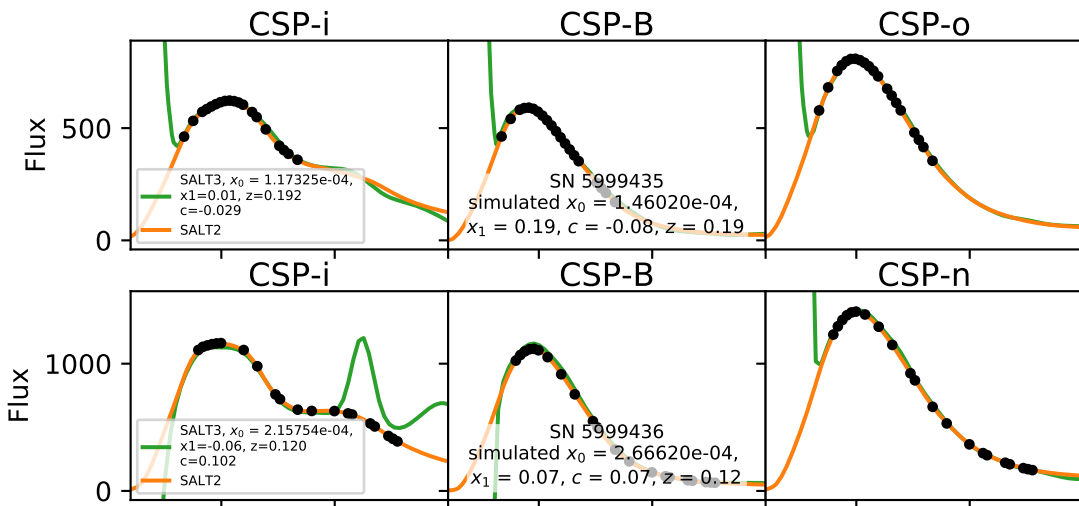 CSP-i
CSP-B
CSP-o
Flux
500
0
SALT3, x₀ = 1.17325e-04,
x1=0.01, z=0.192
c=-0.029
SALT2
SN 5999435
simulated x₀ = 1.46020e-04,
x₁ = 0.19, c = -0.08, z = 0.19
CSP-i
CSP-B
CSP-n
Flux
1000
0
SALT3, x₀ = 2.15754e-04,
x1=-0.06, z=0.120
c=0.102
SALT2
SN 5999436
simulated x₀ = 2.66620e-04,
x₁ = 0.07, c = 0.07, z = 0.12